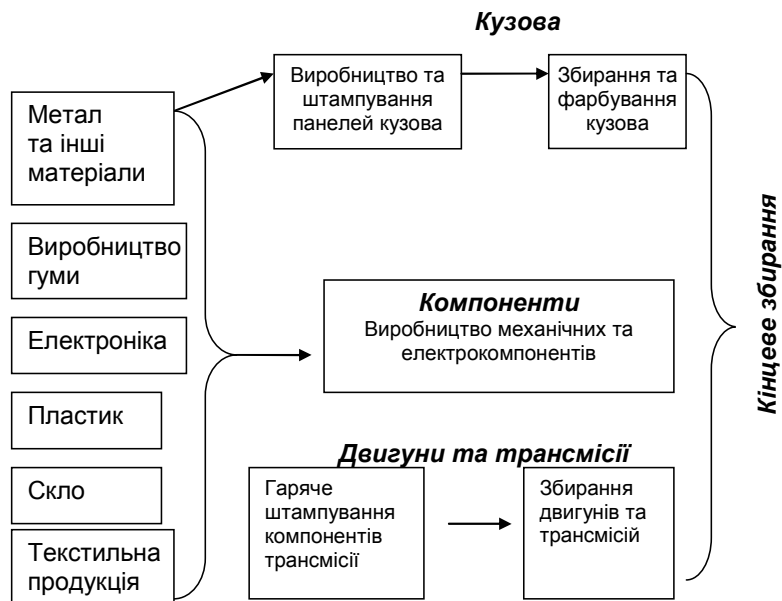 Кузова
Виробництво та
штампування
панелей кузова
Збирання та
фарбування
кузова
Метал
та інші
матеріали
Виробництво
гуми
Електроніка
Пластик
Скло
Текстильна
продукція
Компоненти
Виробництво механічних та
електрокомпонентів
Двигуни та трансмісії
Гаряче
штампування
компонентів
трансмісії
Збирання
двигунів та
трансмісій
Кінцеве збирання